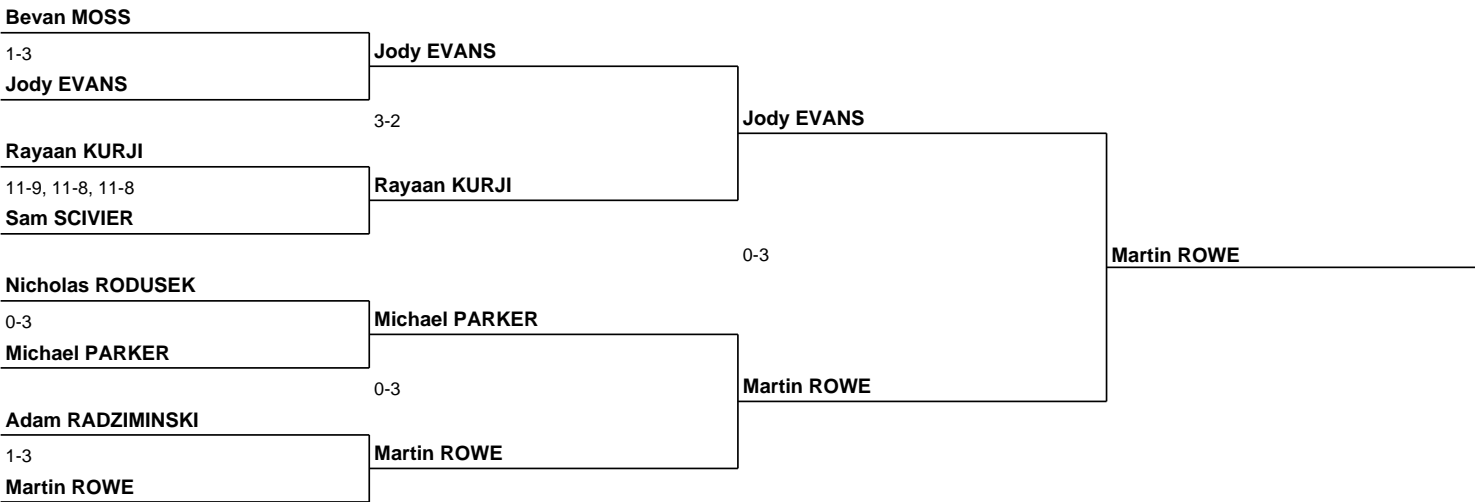 Bevan MOSS
1-3
Jody EVANS
Jody EVANS
3-2
Jody EVANS
Rayaan KURJI
11-9, 11-8, 11-8
Rayaan KURJI
Sam SCIVIER
0-3
Martin ROWE
Nicholas RODUSEK
0-3
Michael PARKER
Michael PARKER
0-3
Martin ROWE
Adam RADZIMINSKI
1-3
Martin ROWE
Martin ROWE